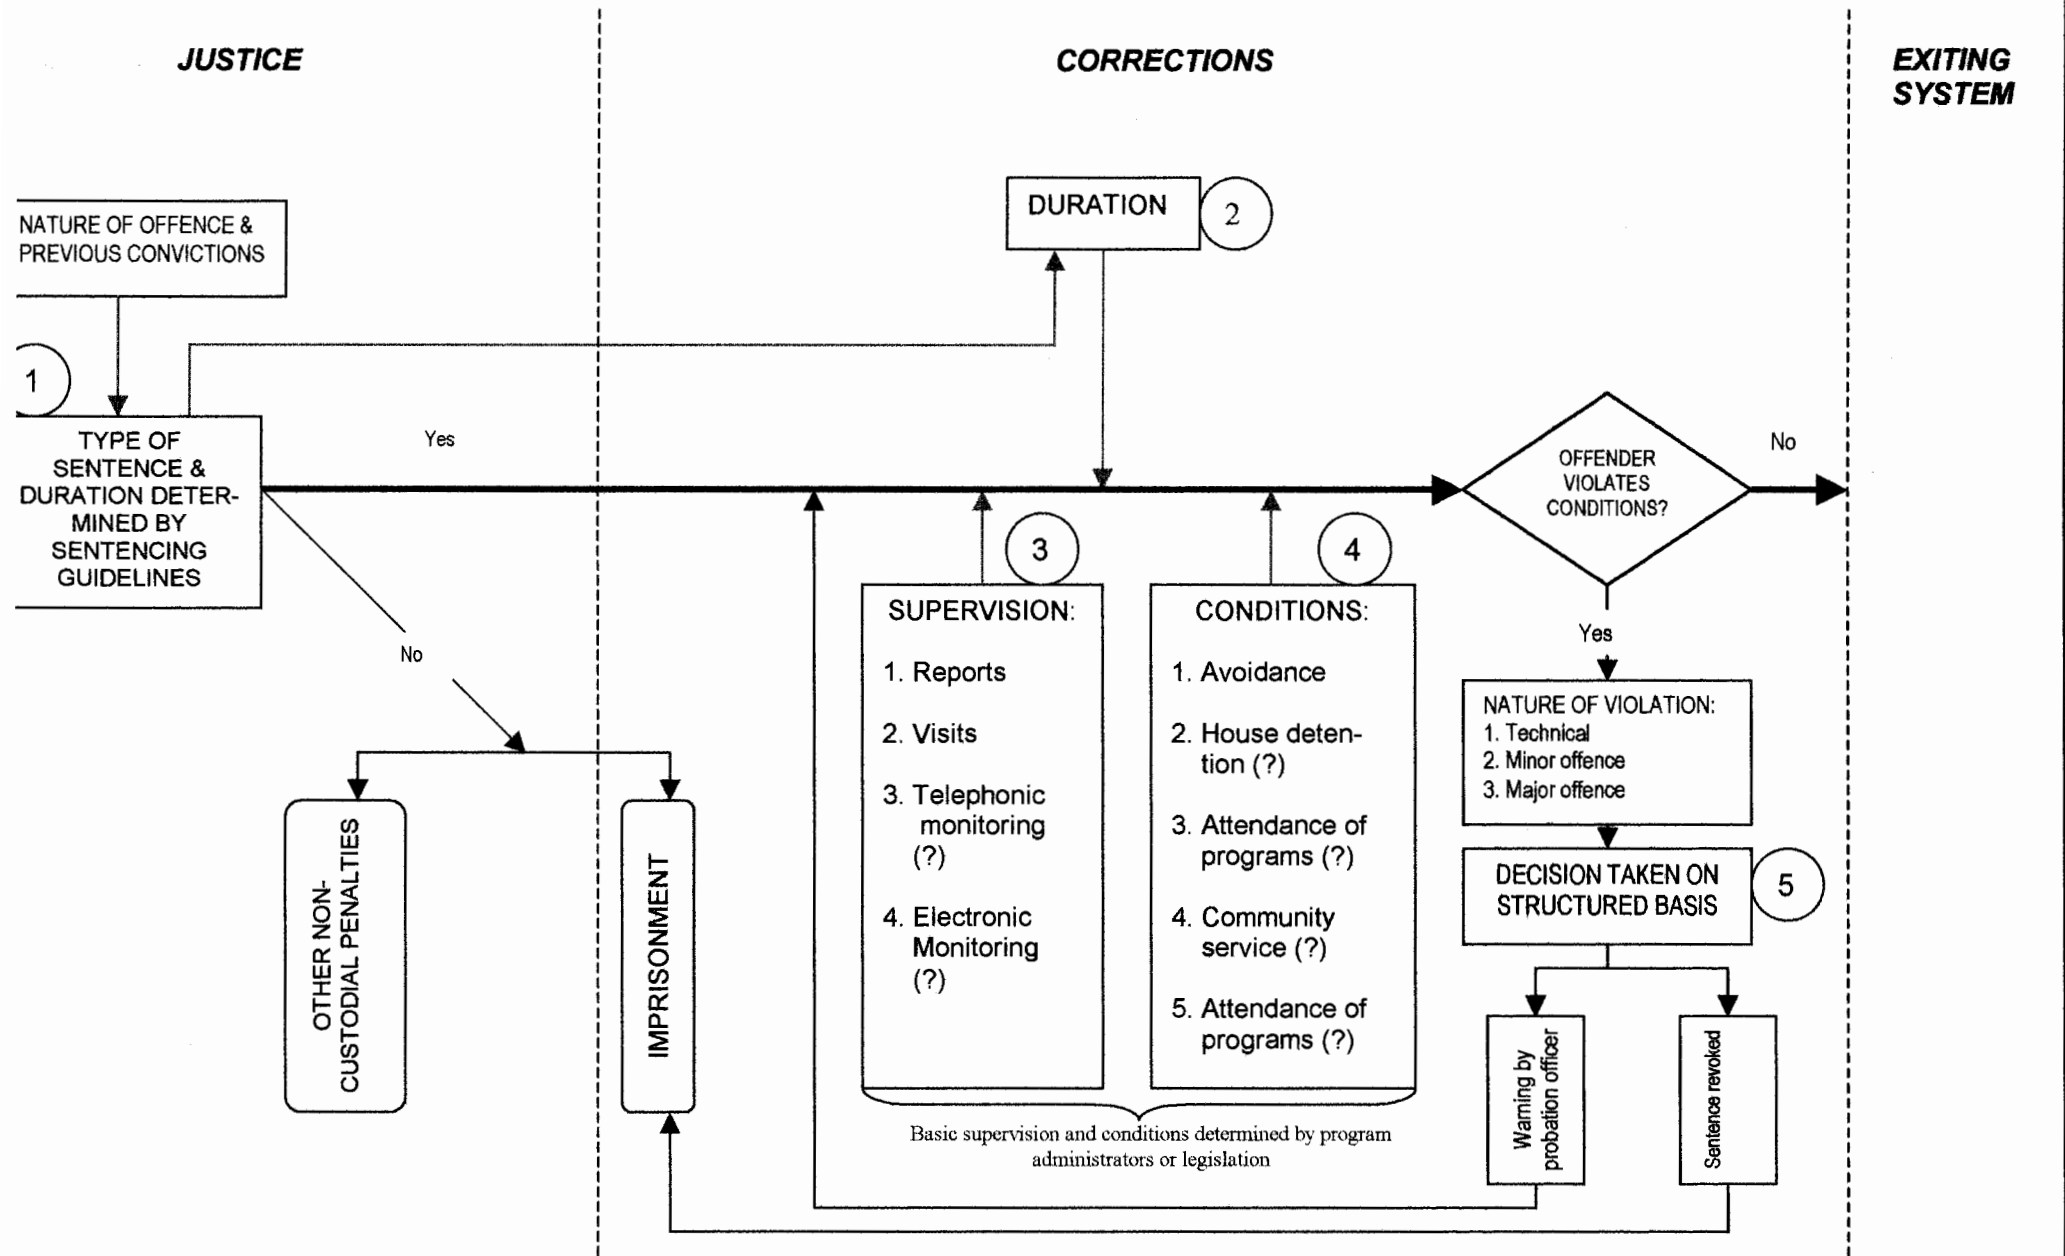 JUSTICE
CORRECTIONS
EXITING
SYSTEM
NATURE OF OFFENCE &
PREVIOUS CONVICTIONS
DURATION
2
1
TYPE OF
SENTENCE &
DURATION DETER-
MINED BY
SENTENCING
GUIDELINES
Yes
No
OTHER NON-
CUSTODIAL PENALTIES
IMPRISONMENT
3
SUPERVISION:
1. Reports
2. Visits
3. Telephonic
monitoring
(?)
4. Electronic
Monitoring
(?)
4
CONDITIONS:
1. Avoidance
2. House deten-
tion (?)
3. Attendance of
programs (?)
4. Community
service (?)
5. Attendance of
programs (?)
Basic supervision and conditions determined by program
administrators or legislation
OFFENDER
VIOLATES
CONDITIONS?
No
Yes
NATURE OF VIOLATION:
1. Technical
2. Minor offence
3. Major offence
DECISION TAKEN ON
STRUCTURED BASIS
5
Warning by
probation officer
Sentence revoked